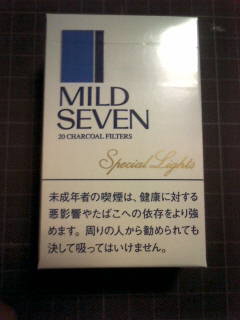 MILD
SEVEN
20 CHARCOAL FILTERS
Special Lights
未成年者の喫煙は、健康に対する
悪影響やたばこへの依存をより強
めます。周りの人から勧められても
決して吸ってはいけません。